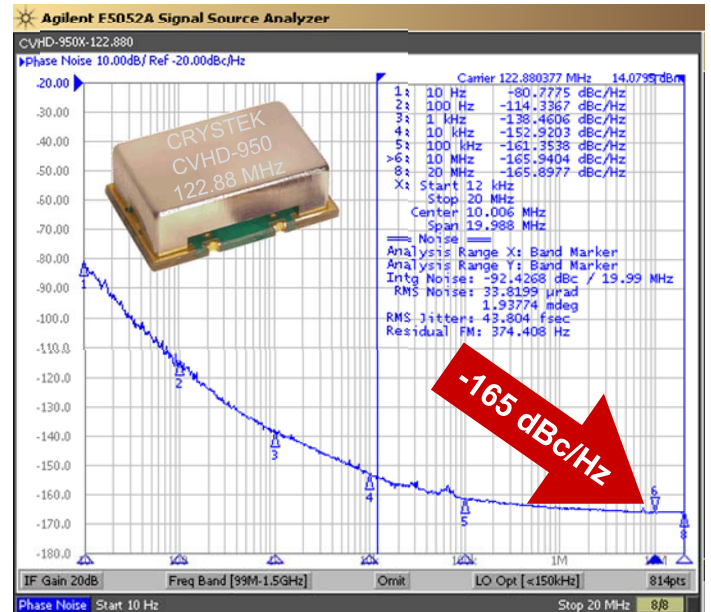 Agilent E5052A Signal Source Analyzer
CVHD-950X-122.880
▶Phase Noise 10.00dB/ Ref -20.00dBc/Hz
-20.00
-30.00
-40.00
-50.00
-60.00
-70.00
-80.00
-90.00
-100.0
-110.0
-120.0
-130.0
-140.0
-150.0
-160.0
-170.0
-180.0
CRYSTEK
CVHD-950
122.88 MHz
Carrier 122.880377 MHz 14.0795 dBm
1: 10 Hz -80.7775 dBc/Hz
2: 100 Hz -114.3367 dBc/Hz
3: 1 kHz -138.4606 dBc/Hz
4: 10 kHz -152.9203 dBc/Hz
5: 100 kHz -161.3538 dBc/Hz
>6: 10 MHz -165.9404 dBc/Hz
8: 20 MHz -165.8977 dBc/Hz
X: Start 12 kHz
Stop 20 MHz
Center 10.006 MHz
Span 19.988 MHz
=== Noise ===
Analysis Range X: Band Marker
Analysis Range Y: Band Marker
Intg Noise: -92.4268 dBc / 19.99 MHz
RMS Noise: 33.8199 µrad
1.93774 mdeg
RMS Jitter: 43.804 fsec
Residual FM: 374.408 Hz
-165 dBc/Hz
1
2
3
4
5
6
8
1M
IF Gain 20dB Freq Band [99M-1.5GHz] Omit LO Opt [<150kHz] 814pts
Phase Noise Start 10 Hz Stop 20 MHz 8/8